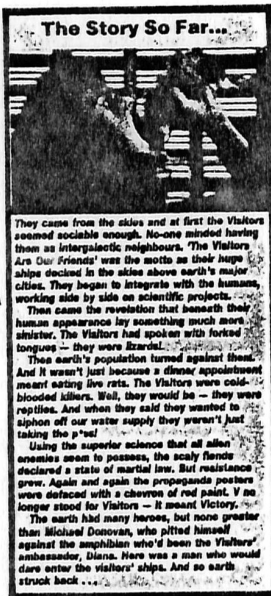 The Story So Far...
They came from the skies and at first the Visitors
seemed sociable enough. No-one minded having
them as intergalactic neighbours. 'The Visitors
Are Our Friends' was the motto as their huge
ships docked in the skies above earth's major
cities. They began to integrate with the humans,
working side by side on scientific projects.
Then came the revelation that beneath their
human appearance lay something much more
sinister. The Visitors had spoken with forked
tongues — they were lizards!
Then earth's population turned against them.
And it wasn't just because a dinner appointment
meant eating live rats. The Visitors were cold-
blooded killers. Well, they would be — they were
reptiles. And when they said they wanted to
siphon off our water supply they weren't just
taking the p*ss!
Using the superior science that all alien
enemies seem to possess, the scaly fiends
declared a state of martial law. But resistance
grew. Again and again the propaganda posters
were defaced with a chevron of red paint. V no
longer stood for Visitors — it meant Victory.
The earth had many heroes, but none greater
than Michael Donovan, who pitted himself
against the amphibian who'd been the Visitors'
ambassador, Diana. Here was a man who would
dare enter the visitors' ships. And so earth
struck back ...